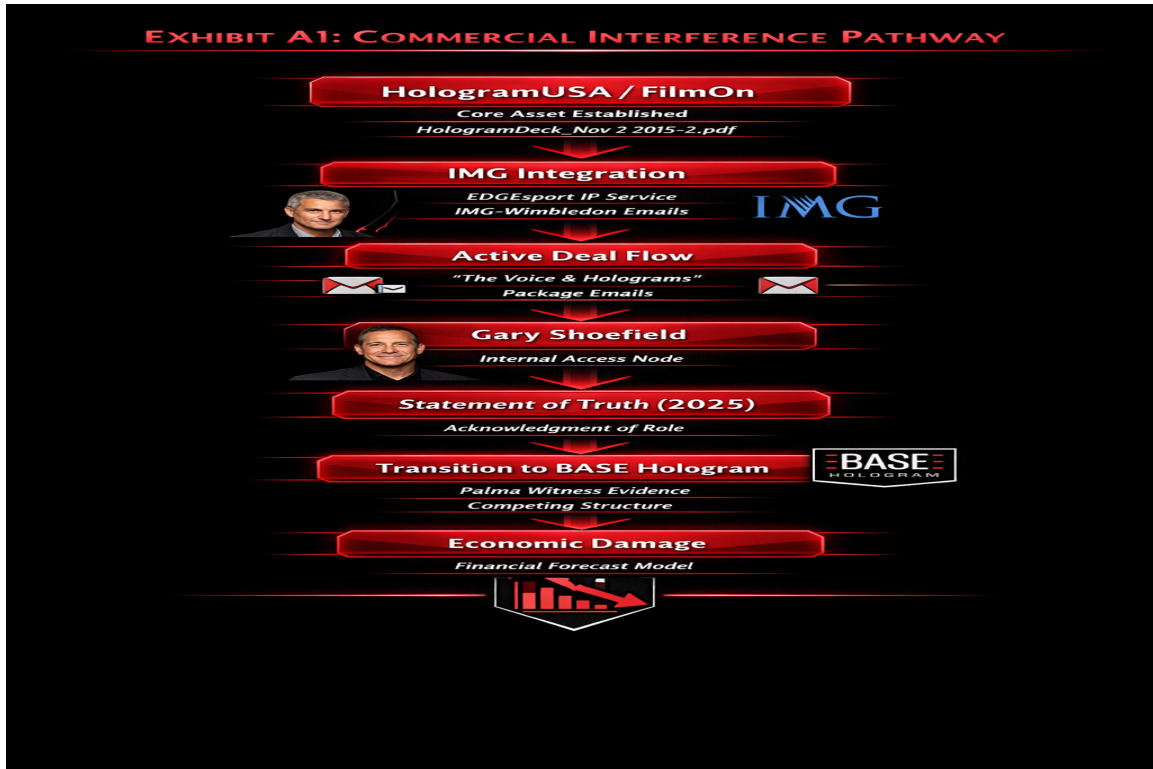 EXHIBIT A1: COMMERCIAL INTERFERENCE PATHWAY
HologramUSA / FilmOn
Core Asset Established
HologramDeck_Nov 2 2015-2.pdf
IMG Integration
EDGEsport IP Service
IMG-Wimbledon Emails
IMG
Active Deal Flow
"The Voice & Holograms"
Package Emails
Gary Shoefield
Internal Access Node
Statement of Truth (2025)
Acknowledgment of Role
Transition to BASE Hologram
BASE
HOLOGRAM
Palma Witness Evidence
Competing Structure
Economic Damage
Financial Forecast Model